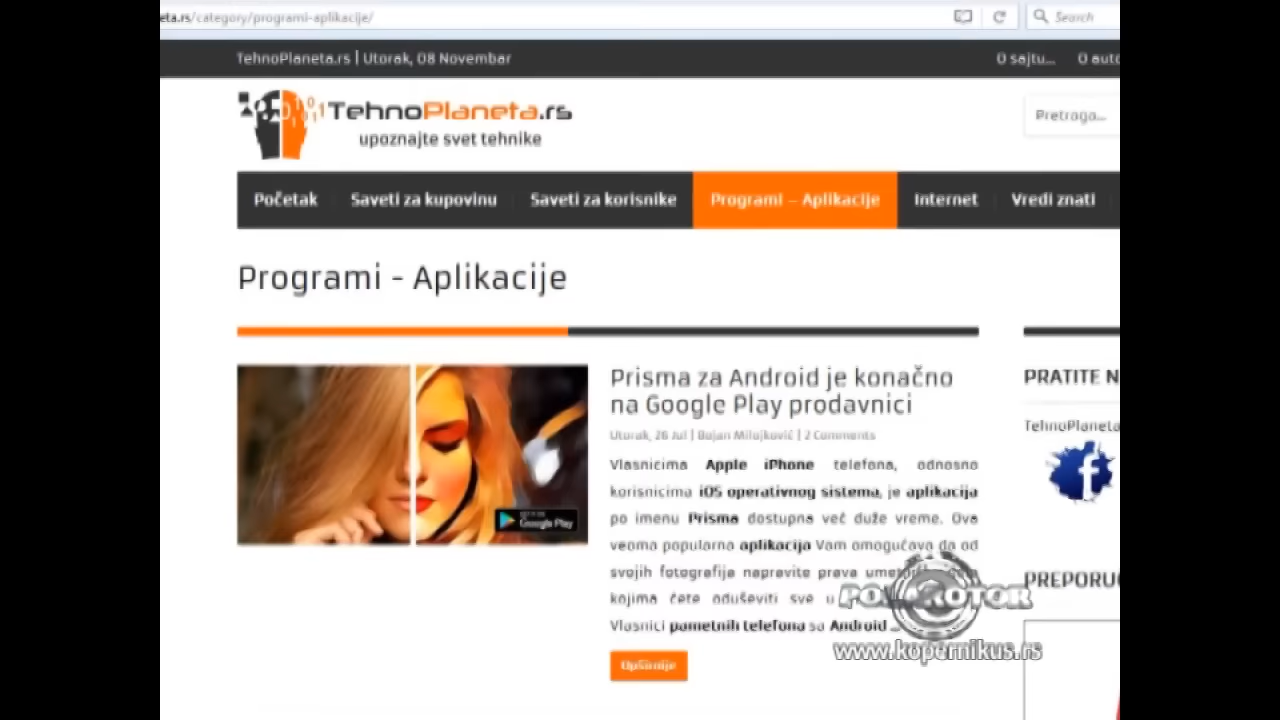 eta.rs/category/programi-aplikacije/
Search
TehnoPlaneta.rs | Utorak, 08 Novembar
O sajtu...
O auto
TehnoPlaneta.rs
upoznajte svet tehnike
Pretraga...
Početak
Saveti za kupovinu
Saveti za korisnike
Programi – Aplikacije
Internet
Vredi znati
Programi - Aplikacije
Prisma za Android je konačno
na Google Play prodavnici
Utorak, 26 Jul | Bojan Milojković | 2 Comments
Vlasnicima Apple iPhone telefona, odnosno
korisnicima iOS operativnog sistema, je aplikacija
po imenu Prisma dostupna već duže vreme. Ova
veoma popularna aplikacija Vam omogućava da od
svojih fotografija napravite prava
kojima ćete oduševiti sve u
Vlasnici pametnih telefona sa Android
Opširnije
Google Play
PRATITE N
TehnoPlaneta
PREPORU
www.kopernikus.rs